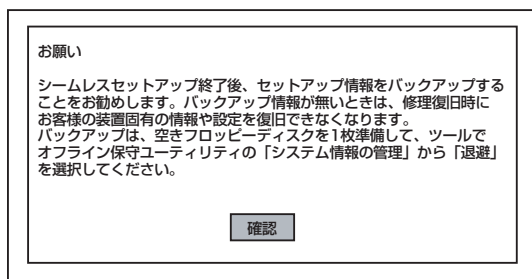 お願い
シームレスセットアップ終了後、セットアップ情報をバックアップする
ことをお勧めします。バックアップ情報が無いときは、修理復旧時に
お客様の装置固有の情報や設定を復旧できなくなります。
バックアップは、空きフロッピーディスクを1枚準備して、ツールで
オフライン保守ユーティリティの「システム情報の管理」から「退避」
を選択してください。
確認